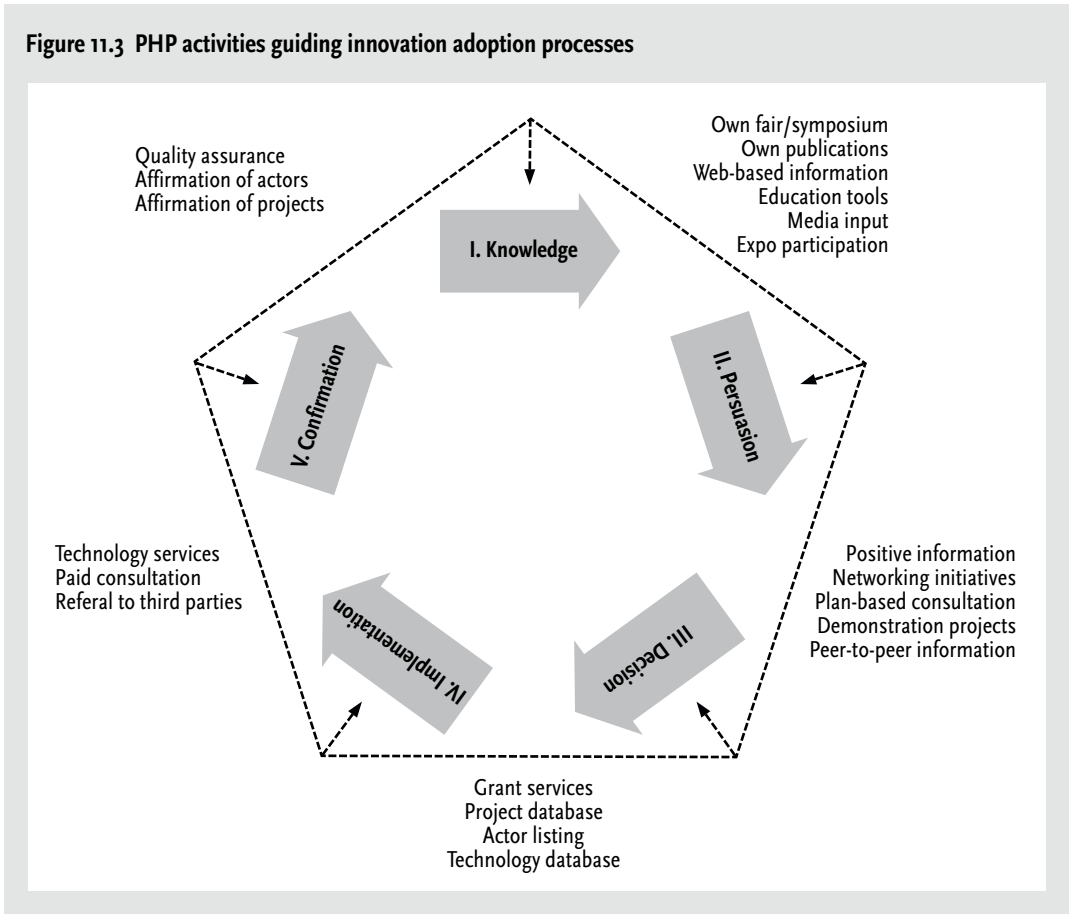 Figure 11.3 PHP activities guiding innovation adoption processes
Quality assurance
Affirmation of actors
Affirmation of projects
Own fair/symposium
Own publications
Web-based information
Education tools
Media input
Expo participation
I. Knowledge
II. Persuasion
V. Confirmation
Technology services
Paid consultation
Referal to third parties
Positive information
Networking initiatives
Plan-based consultation
Demonstration projects
Peer-to-peer information
IV. Implementation
III. Decision
Grant services
Project database
Actor listing
Technology database